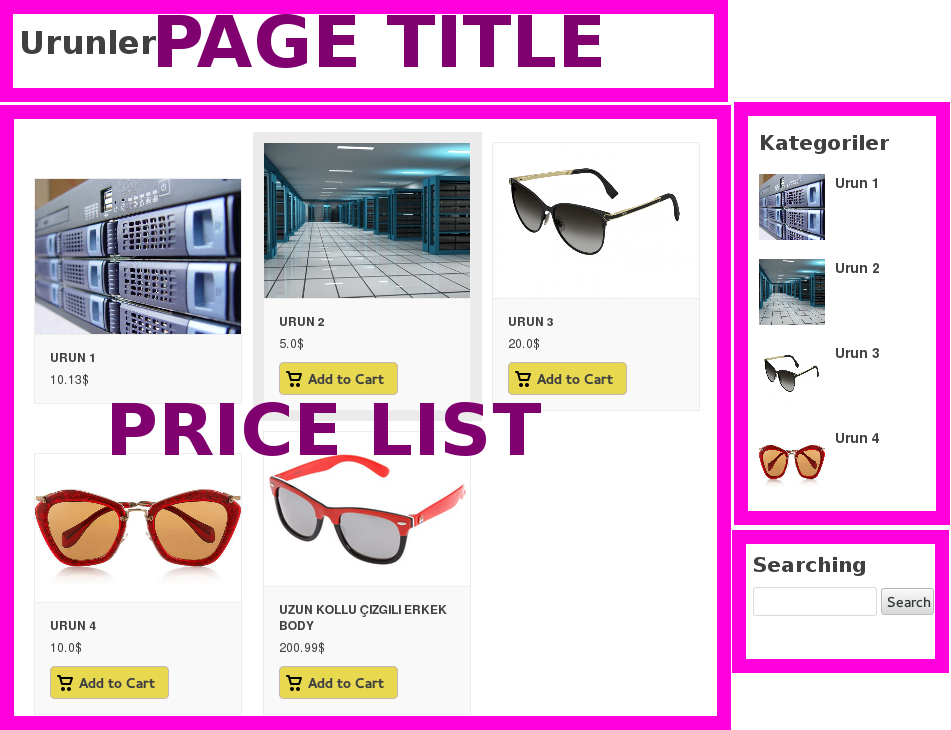 Urunler
PAGE TITLE
URUN 1
10.13$
URUN 2
5.0$
Add to Cart
URUN 3
20.0$
Add to Cart
PRICE LIST
URUN 4
10.0$
Add to Cart
UZUN KOLLU ÇIZGILI ERKEK
BODY
200.99$
Add to Cart
Kategoriler
Urun 1
Urun 2
Urun 3
Urun 4
Searching
Search